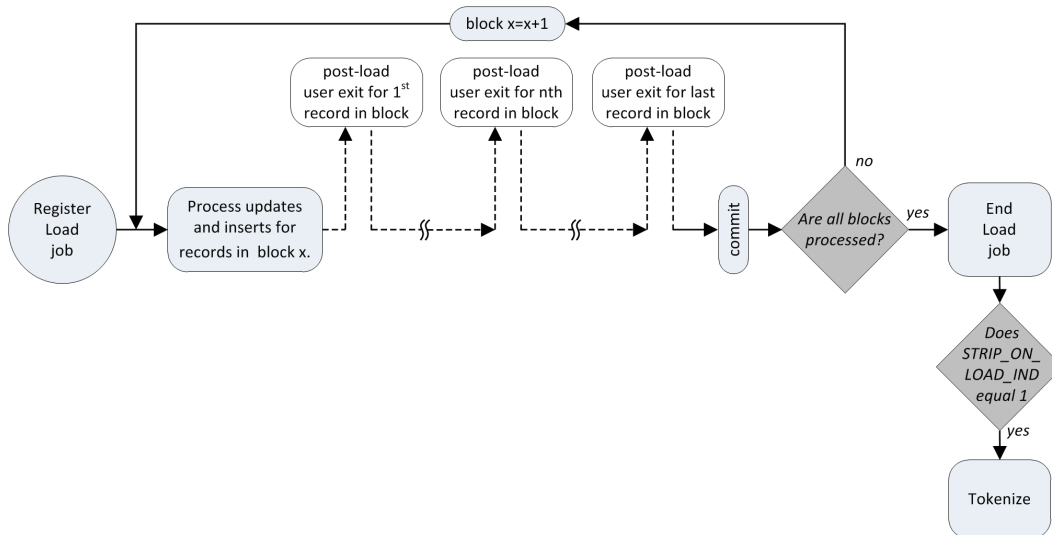 block x=x+1
post-load
user exit for 1st
record in block
post-load
user exit for nth
record in block
post-load
user exit for last
record in block
no
Register
Load
job
Process updates
and inserts for
records in block x.
commit
Are all blocks
processed?
yes
End
Load
job
Does
STRIP_ON_
LOAD_IND
equal 1
yes
Tokenize